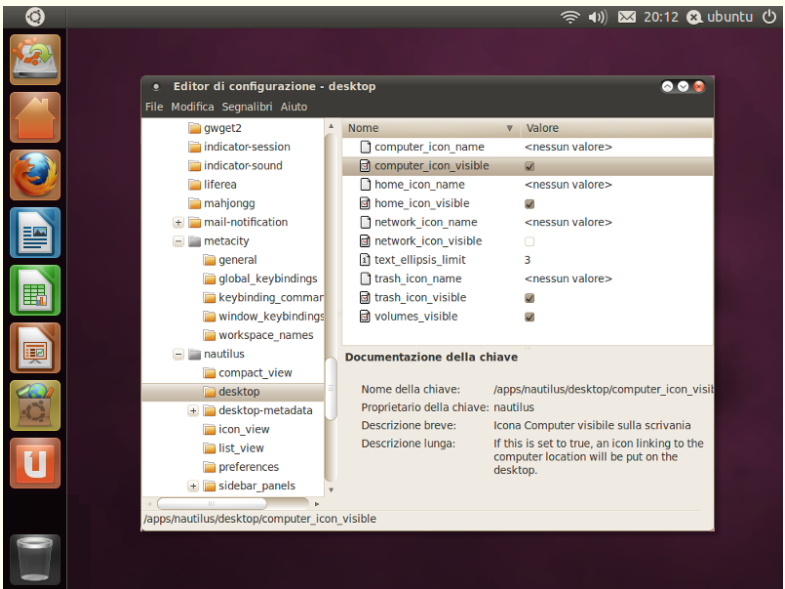 20:12 ubuntu
Editor di configurazione - desktop
File Modifica Segnalibri Aiuto
gwget2
indicator-session
indicator-sound
liferea
mahjongg
mail-notification
metacity
general
global_keybindings
keybinding_commar
window_keybindings
workspace_names
nautilus
compact_view
desktop
desktop-metadata
icon_view
list_view
preferences
sidebar_panels
Nome Valore
computer_icon_name <nessun valore>
computer_icon_visible
home_icon_name <nessun valore>
home_icon_visible
network_icon_name <nessun valore>
network_icon_visible
text_ellipsis_limit 3
trash_icon_name <nessun valore>
trash_icon_visible
volumes_visible
Documentazione della chiave
Nome della chiave: /apps/nautilus/desktop/computer_icon_visib
Proprietario della chiave: nautilus
Descrizione breve: Icona Computer visibile sulla scrivania
Descrizione lunga: If this is set to true, an icon linking to the
computer location will be put on the
desktop.
/apps/nautilus/desktop/computer_icon_visible